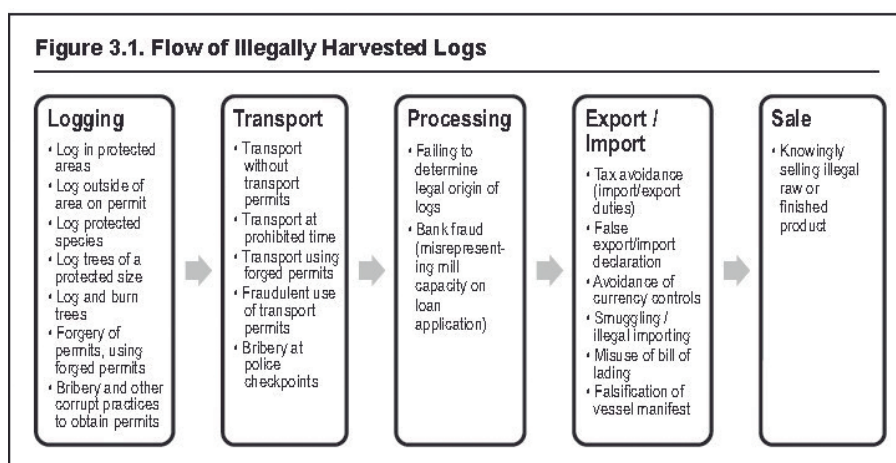 Figure 3.1. Flow of Illegally Harvested Logs
Logging
• Log in protected
areas
• Log outside of
area on permit
• Log protected
species
• Log trees of a
protected size
• Log and burn
trees
• Forgery of
permits, using
forged permits
• Bribery and other
corrupt practices
to obtain permits
Transport
• Transport
without
transport
permits
• Transport at
prohibited time
• Transport using
forged permits
• Fraudulent use
of transport
permits
• Bribery at
police
checkpoints
Processing
• Failing to
determine
legal origin of
logs
• Bank fraud
(misrepresent-
ing mill
capacity on
loan
application)
Export /
Import
• Tax avoidance
(import/export
duties)
• False
export/import
declaration
• Avoidance of
currency controls
• Smuggling /
illegal importing
• Misuse of bill of
lading
• Falsification of
vessel manifest
Sale
• Knowingly
selling illegal
raw or
finished
product